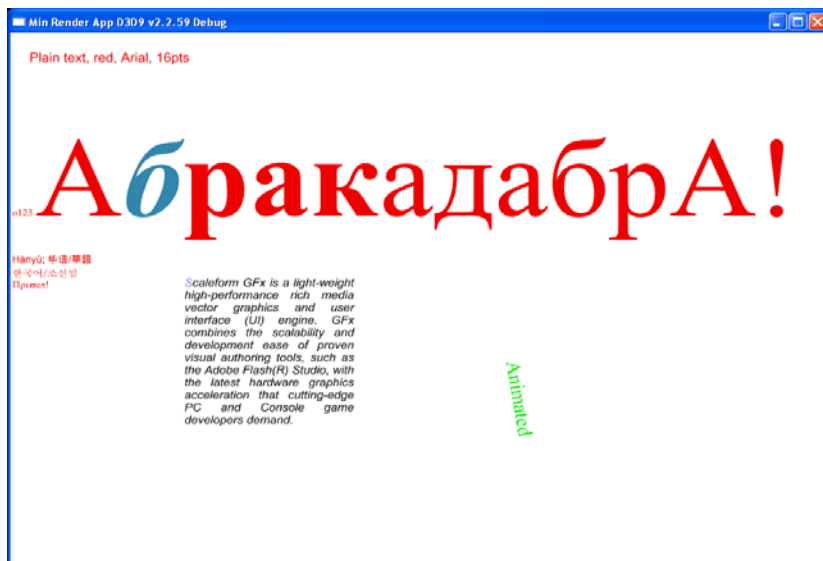 Min Render App D3D9 v2.2.59 Debug
Plain text, red, Arial, 16pts
o123 АбракадабрА!
Hànyǔ; 华语/華語
한국어/조선말
Привет!
Scaleform GFx is a light-weight
high-performance rich media
vector graphics and user
interface (UI) engine. GFx
combines the scalability and
development ease of proven
visual authoring tools, such as
the Adobe Flash(R) Studio, with
the latest hardware graphics
acceleration that cutting-edge
PC and Console game
developers demand.
Animated